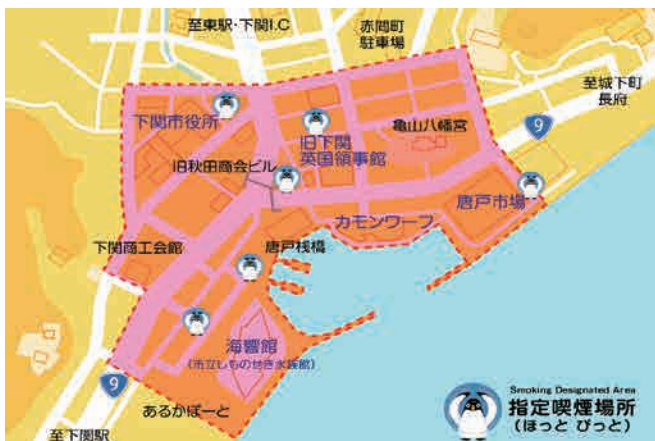 至東駅・下関I.C
赤間町
駐車場
至城下町
長府
9
下関市役所
旧下関
英国領事館
亀山八幡宮
旧秋田商会ビル
唐戸市場
カモンワーフ
下関商工会館
唐戸桟橋
海響館
(市立しものせき水族館)
9
あるかぽーと
至下関駅
Smoking Designated Area
指定喫煙場所
(ほっと ぴっと)